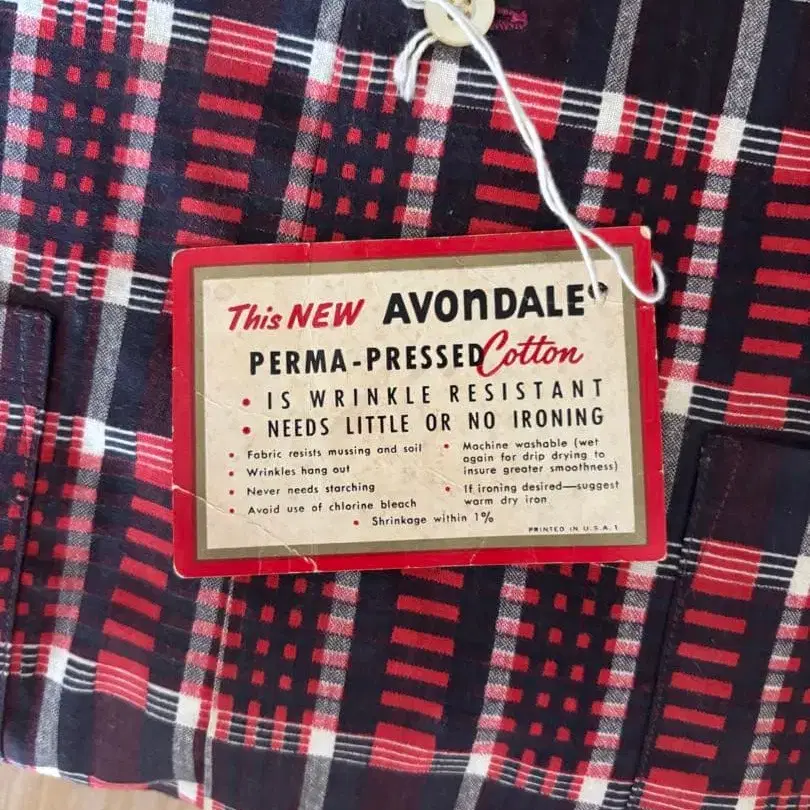 This NEW AVONDALE®
PERMA-PRESSED Cotton
• IS WRINKLE RESISTANT
• NEEDS LITTLE OR NO IRONING
• Fabric resists mussing and soil
• Wrinkles hang out
• Never needs starching
• Avoid use of chlorine bleach
• Machine washable (wet
again for drip drying to
insure greater smoothness)
• If ironing desired—suggest
warm dry iron
• Shrinkage within 1%
PRINTED IN U.S.A. 1